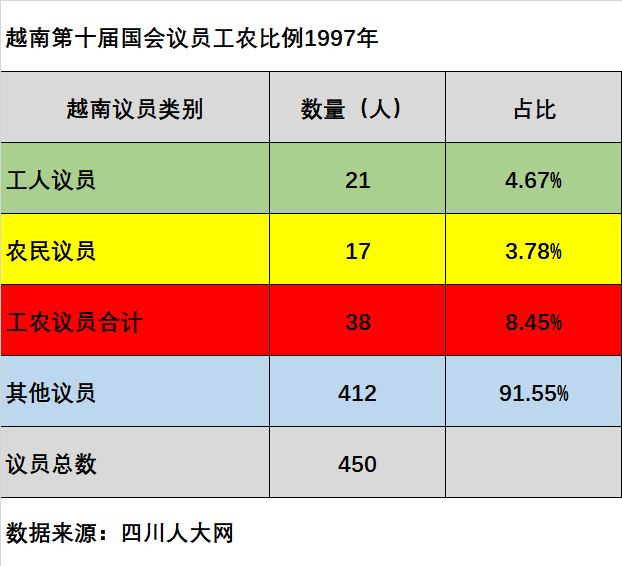 越南第十届国会议员工农比例1997年
越南议员类别 数量（人） 占比
工人议员 21 4.67%
农民议员 17 3.78%
工农议员合计 38 8.45%
其他议员 412 91.55%
议员总数 450
数据来源：四川人大网